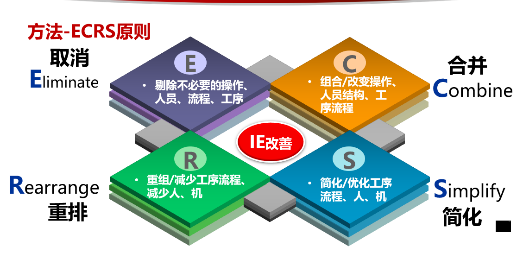 方法-ECRS原则
取消
Eliminate
E
• 剔除不必要的操作、
人员、流程、工序
C
• 组合/改变操作、
人员结构、工
序流程
合并
Combine
IE改善
R
• 重组/减少工序流程、
减少人、机
Rearrange
重排
S
• 简化/优化工序
流程、人、机
Simplify
简化